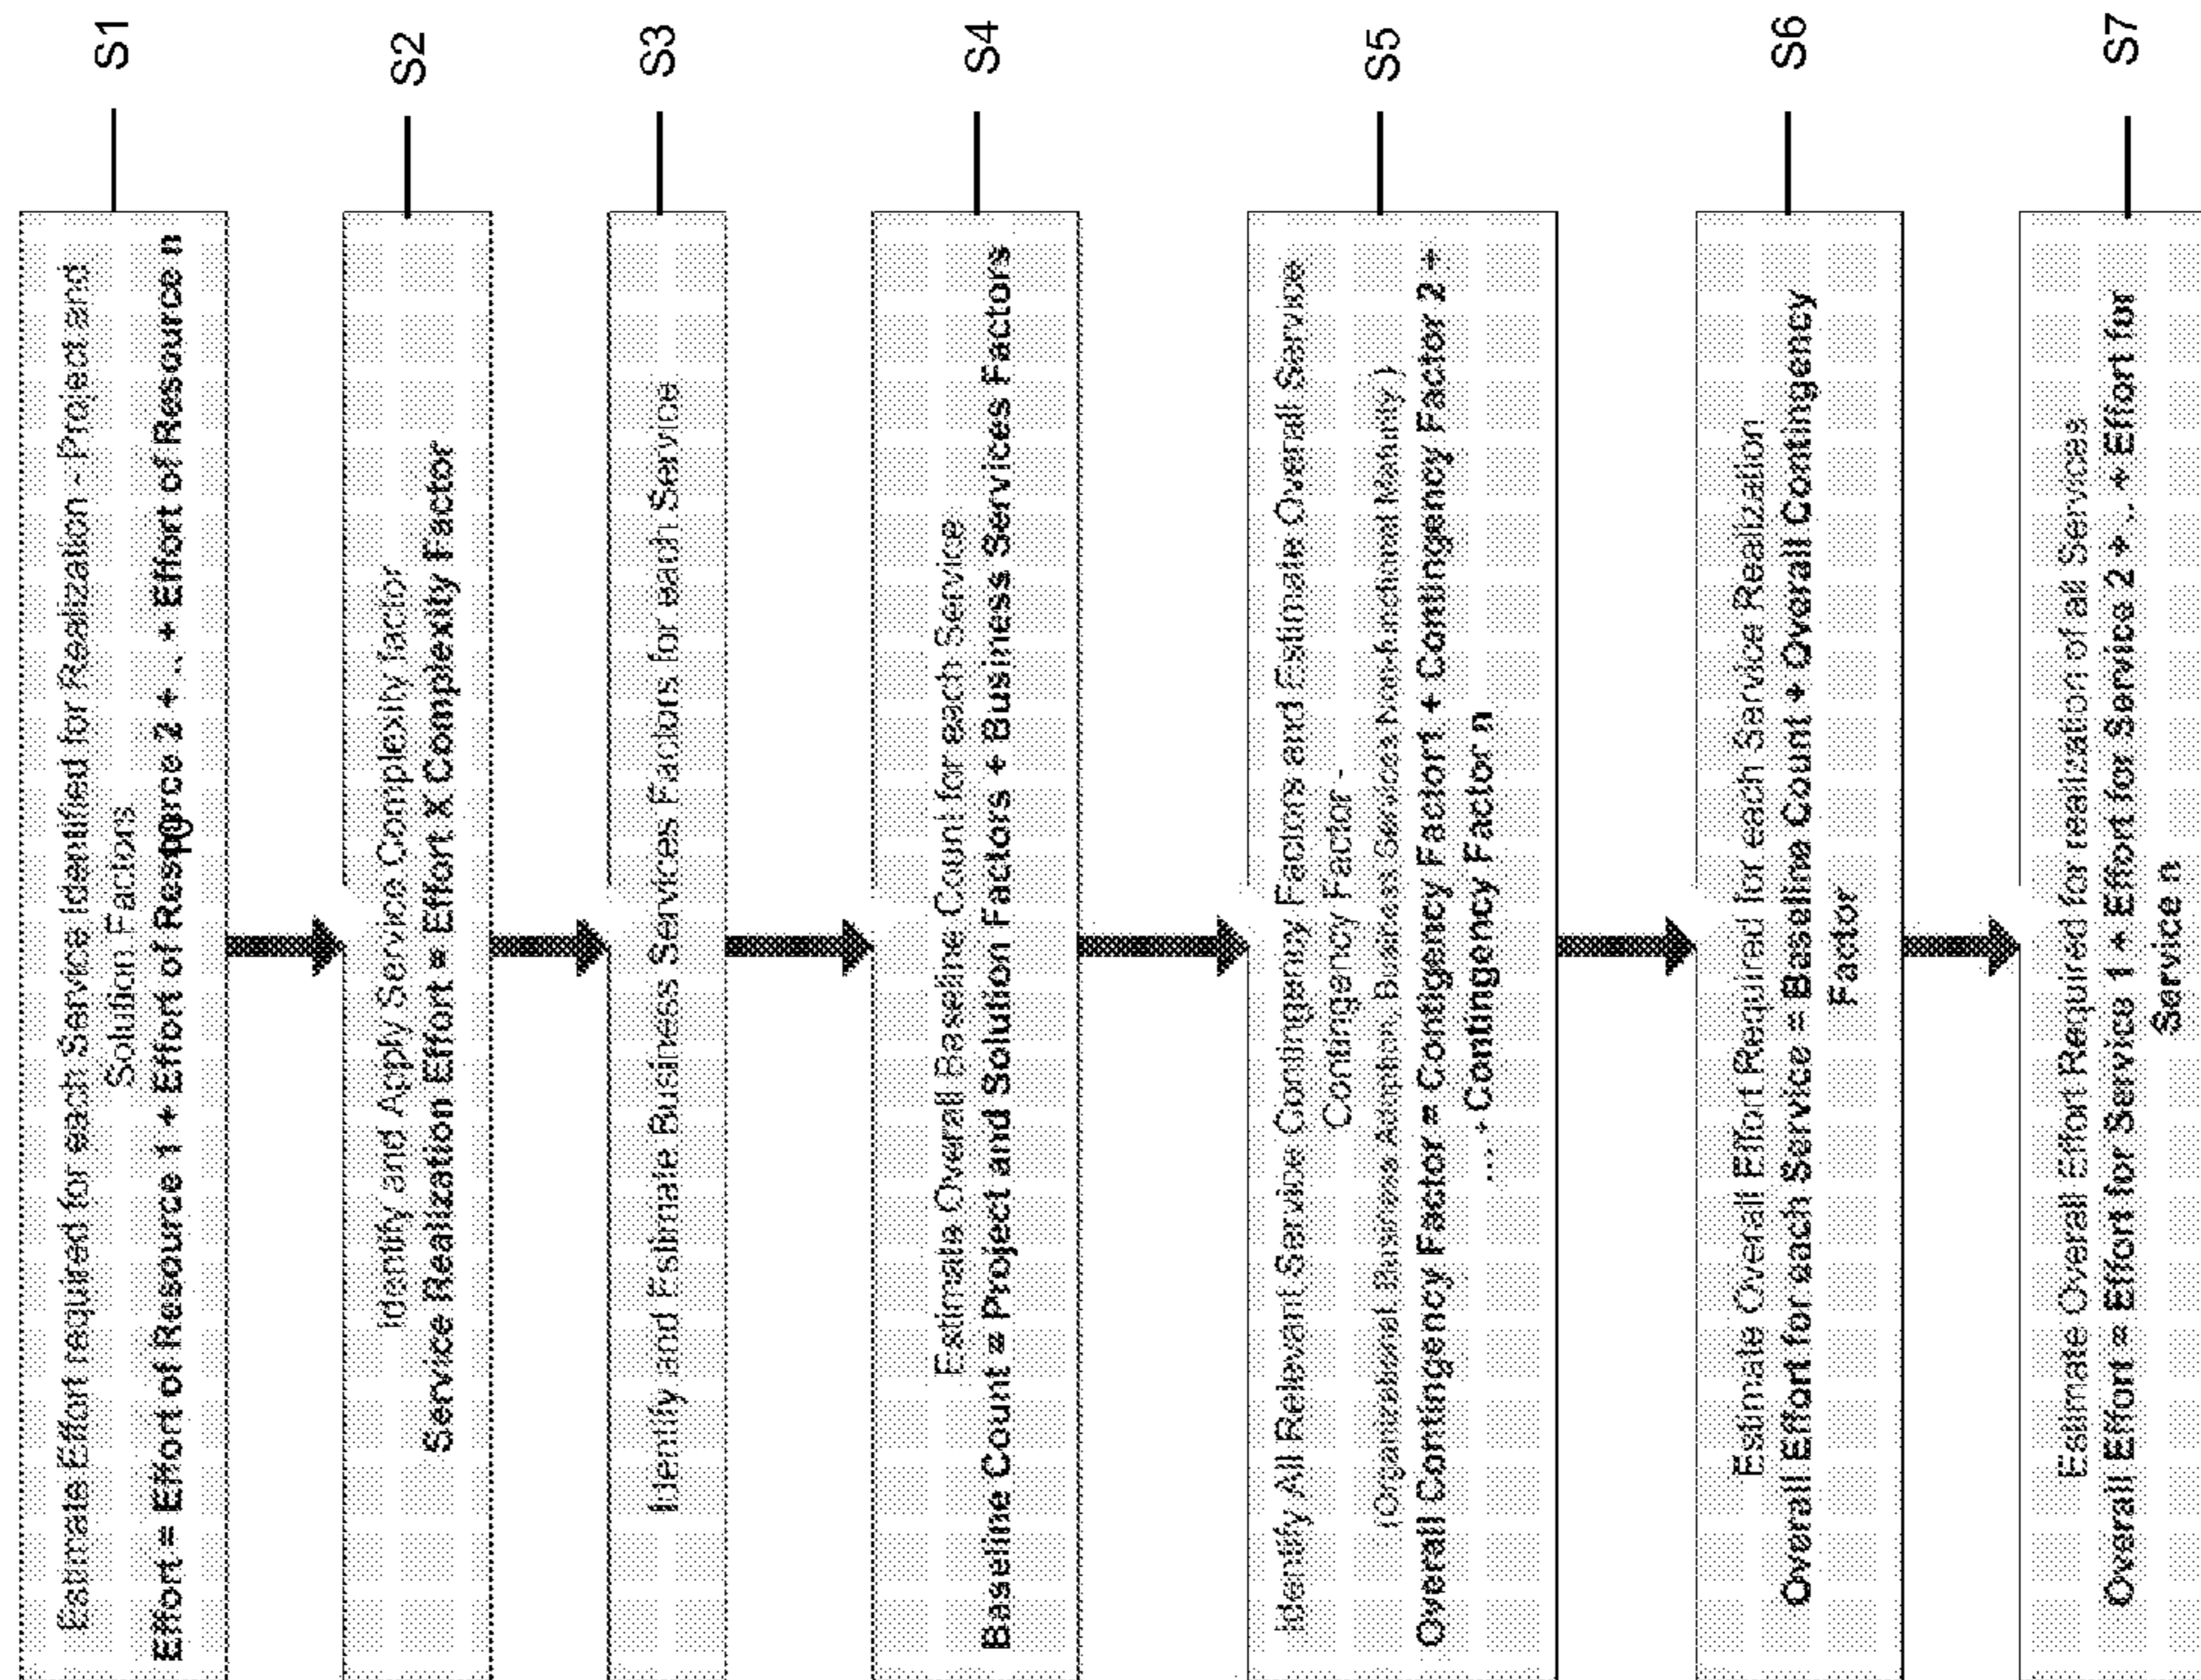 Estimate Effort required for each Service Identified for Realization - Project and
Solution Factors
Effort = Effort of Resource 1 + Effort of Resource 2 + .. + Effort of Resource n
10
S1
Identify and Apply Service Complexity factor
Service Realization Effort = Effort X Complexity Factor
S2
Identify and Estimate Business Services Factors for each Service
S3
Estimate Overall Baseline Count for each Service
Baseline Count = Project and Solution Factors + Business Services Factors
S4
Identify All Relevant Service Contingency Factors and Estimate Overall Service
Contingency Factor -
(Organizational Business Adaption, Business Services Non-functional Maturity)
Overall Contingency Factor = Contigency Factor1 + Contingency Factor 2 +
... + Contingency Factor n
S5
Estimate Overall Effort Required for each Service Realization
Overall Effort for each Service = Baseline Count + Overall Contingency
Factor
S6
Estimate Overall Effort Required for realization of all Services
Overall Effort = Effort for Service 1 + Effort for Service 2 + .. + Effort for
Service n
S7